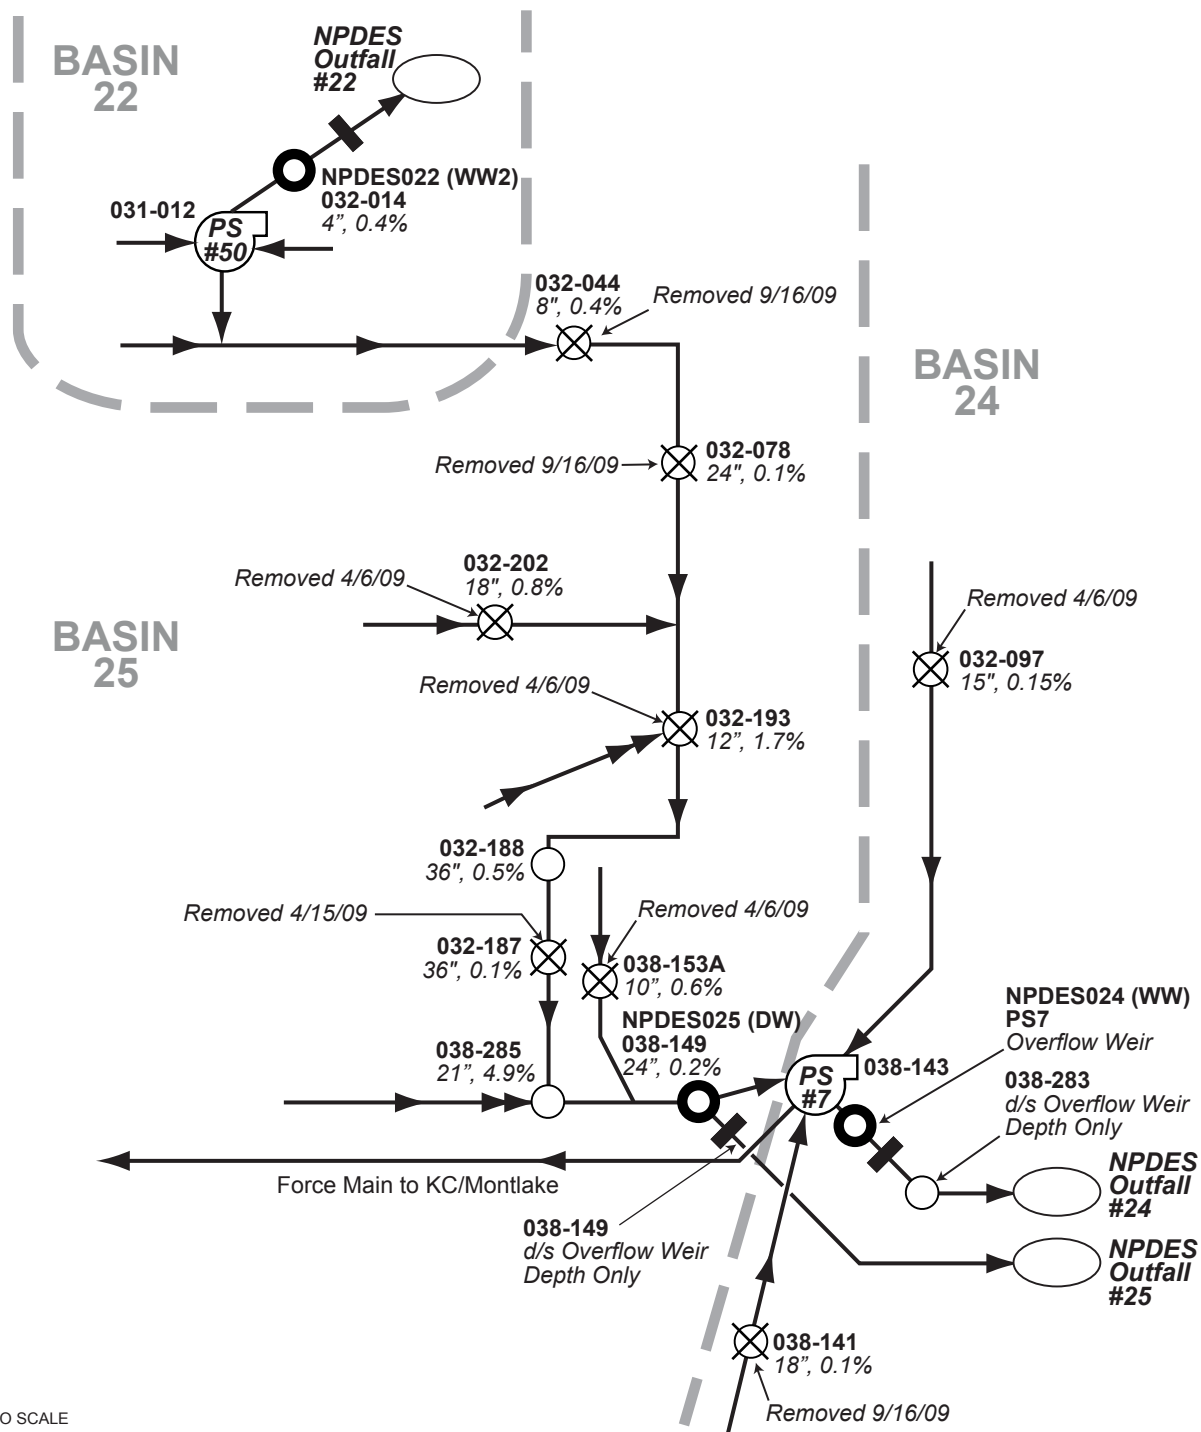 BASIN
22
NPDES
Outfall
#22
NPDES022 (WW2)
032-014
4”, 0.4%
031-012
PS
#50
032-044
8", 0.4%
Removed 9/16/09
BASIN
24
Removed 9/16/09
032-078
24", 0.1%
032-202
18", 0.8%
Removed 4/6/09
BASIN
25
Removed 4/6/09
032-097
15", 0.15%
Removed 4/6/09
032-193
12”, 1.7%
032-188
36", 0.5%
Removed 4/15/09
032-187
36", 0.1%
Removed 4/6/09
038-153A
10”, 0.6%
NPDES025 (DW)
038-149
24”, 0.2%
038-285
21”, 4.9%
PS
#7
038-143
NPDES024 (WW)
PS7
Overflow Weir
038-283
d/s Overflow Weir
Depth Only
NPDES
Outfall
#24
Force Main to KC/Montlake
038-149
d/s Overflow Weir
Depth Only
NPDES
Outfall
#25
038-141
18”, 0.1%
Removed 9/16/09
O SCALE